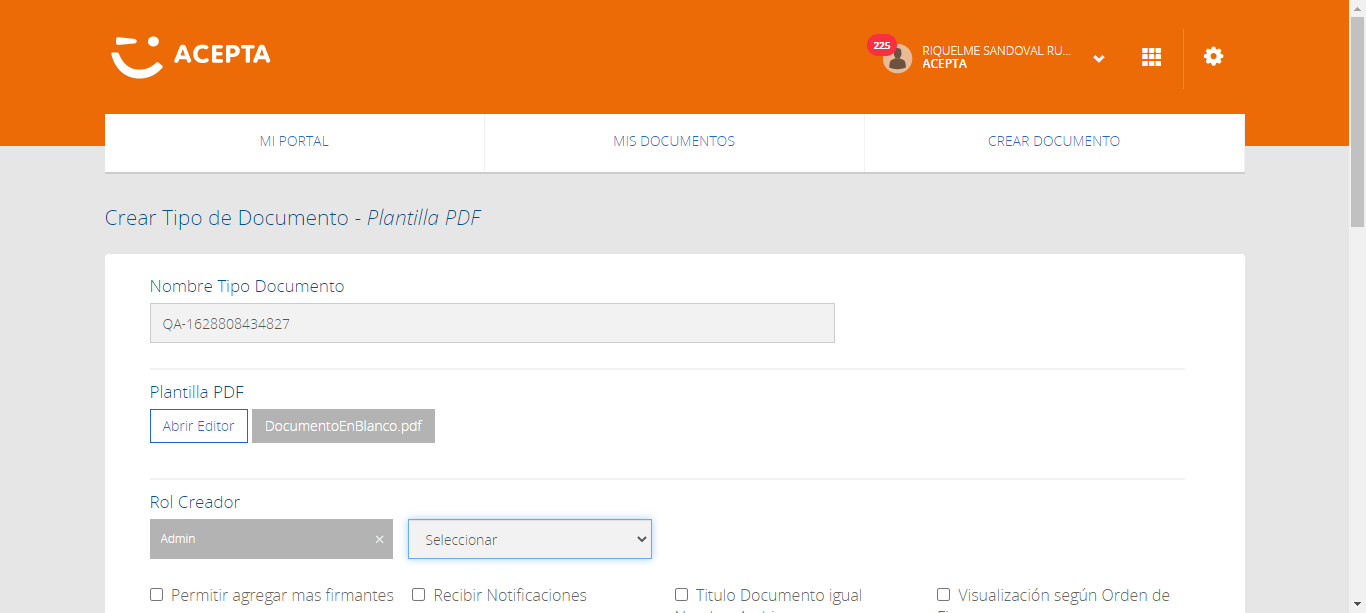 ACEPTA
225
RIQUELME SANDOVAL RU...
ACEPTA
MI PORTAL
MIS DOCUMENTOS
CREAR DOCUMENTO
Crear Tipo de Documento - Plantilla PDF
Nombre Tipo Documento
QA-1628808434827
Plantilla PDF
Abrir Editor
DocumentoEnBlanco.pdf
Rol Creador
Admin ×
Seleccionar
Permitir agregar mas firmantes
Recibir Notificaciones
Titulo Documento igual
Visualización según Orden de